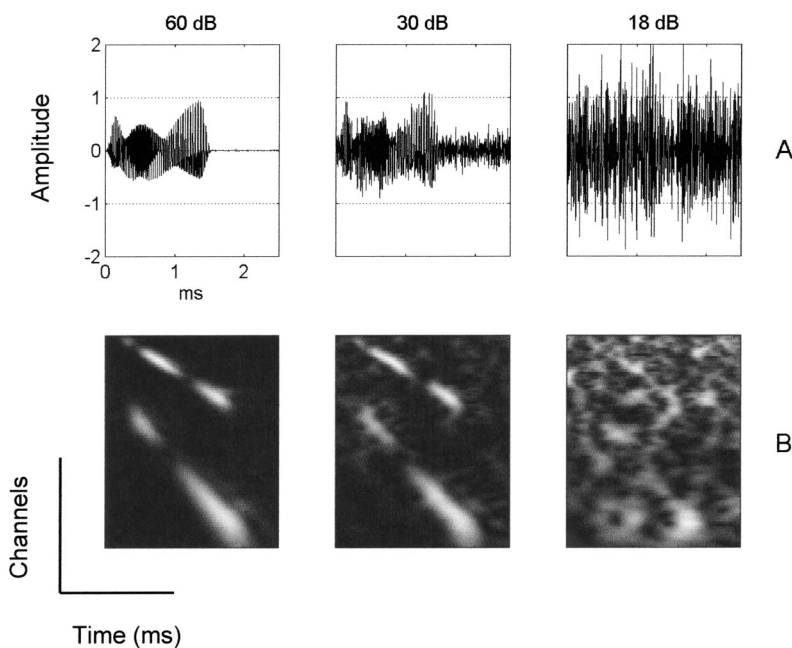 60 dB
30 dB
18 dB
Amplitude
2
1
0
-1
-2
0
1
2
ms
A
Channels
B
Time (ms)